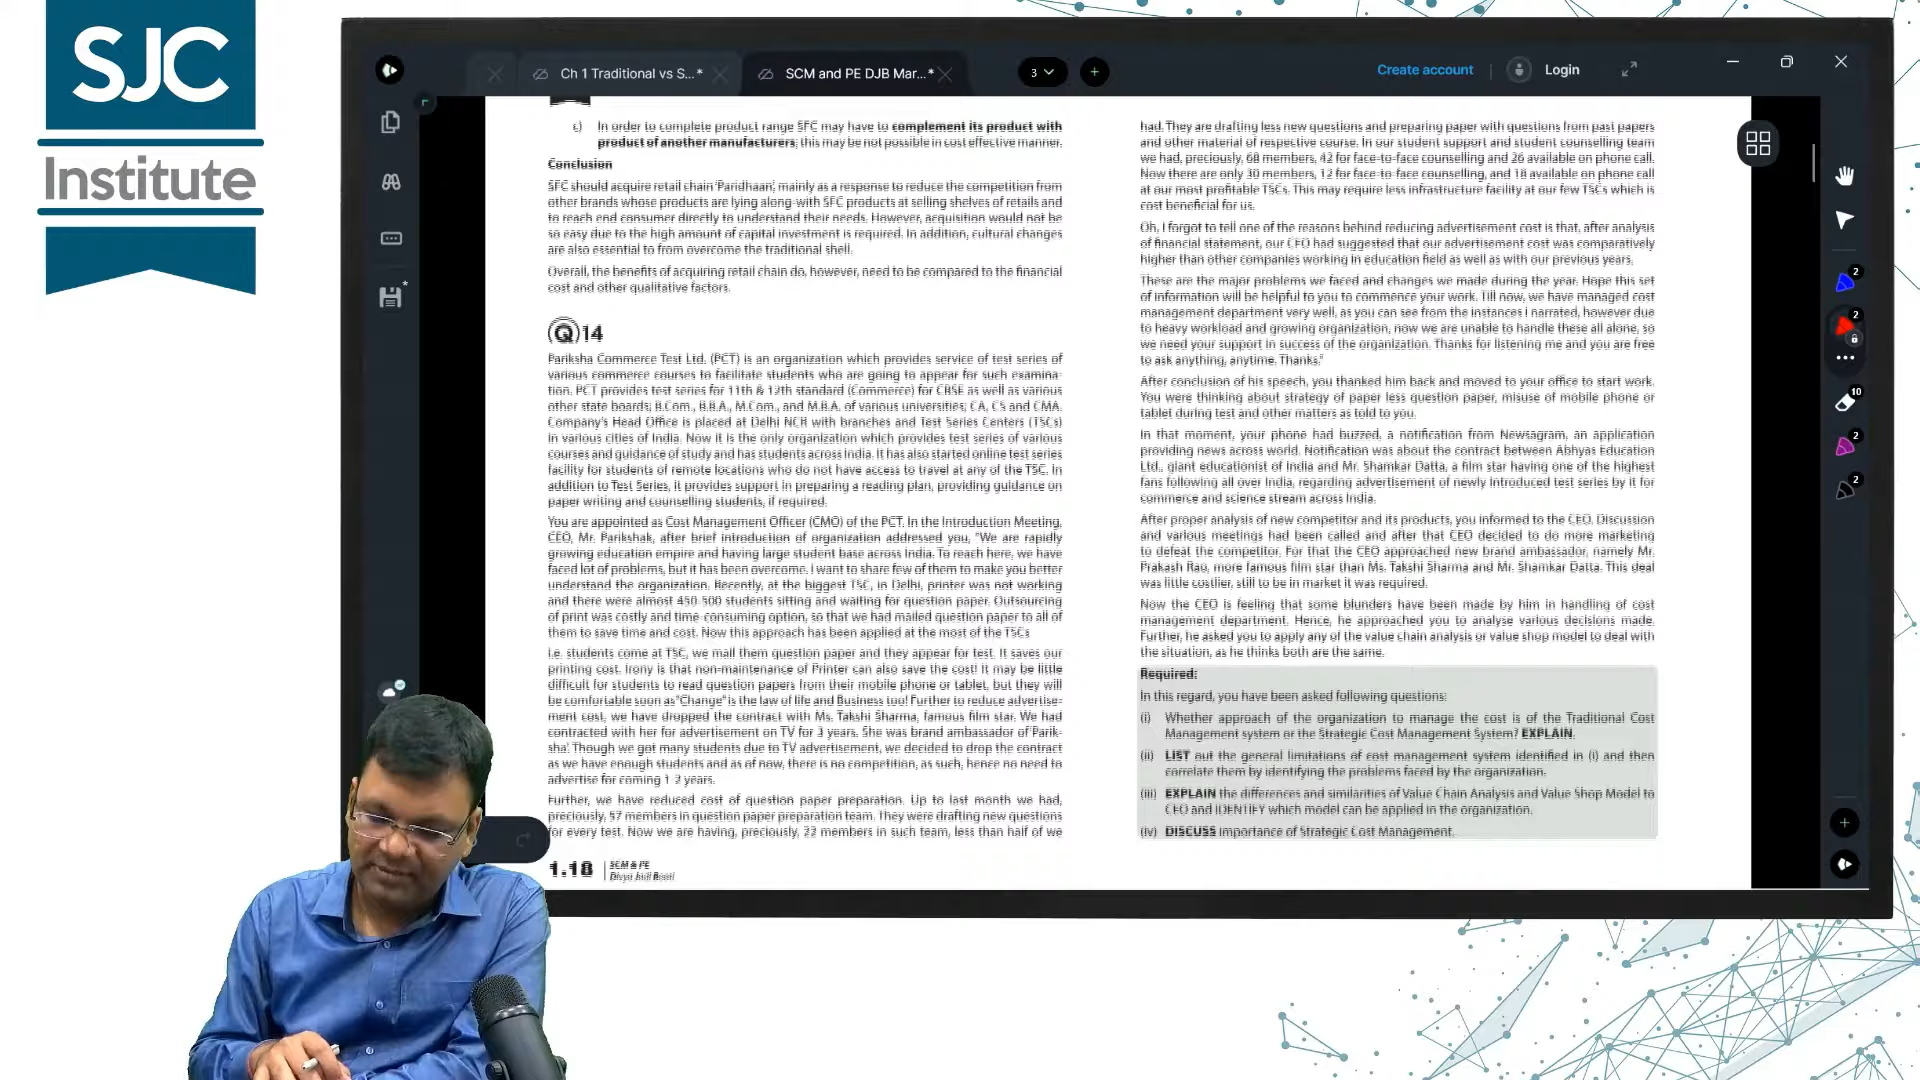 SJC
Institute
Ch 1 Traditional vs S...*
SCM and PE DJB Mar...*
3
Create account
Login
c) In order to complete product range SFC may have to complement its product with
product of another manufacturers; this may be not possible in cost effective manner.
Conclusion
SFC should acquire retail chain 'Paridhaan', mainly as a response to reduce the competition from
other brands whose products are lying along-with SFC products at selling shelves of retails and
to reach end consumer directly to understand their needs. However, acquisition would not be
so easy due to the high amount of capital investment is required. In addition, cultural changes
are also essential to from overcome the traditional shell.
Overall, the benefits of acquiring retail chain do, however, need to be compared to the financial
cost and other qualitative factors.
Q 14
Pariksha Commerce Test Ltd. (PCT) is an organization which provides service of test series of
various commerce courses to facilitate students who are going to appear for such examina-
tion. PCT provides test series for 11th & 12th standard (Commerce) for CBSE as well as various
other state boards; B.Com., B.B.A., M.Com., and M.B.A. of various universities; CA, CS and CMA.
Company's Head Office is placed at Delhi NCR with branches and Test Series Centers (TSCs)
in various cities of India. Now it is the only organization which provides test series of various
courses and guidance of study and has students across India. It has also started online test series
facility for students of remote locations who do not have access to travel at any of the TSC. In
addition to Test Series, it provides support in preparing a reading plan, providing guidance on
paper writing and counselling students, if required.
You are appointed as Cost Management Officer (CMO) of the PCT. In the Introduction Meeting,
CEO, Mr. Parikshak, after brief introduction of organization addressed you, "We are rapidly
growing education empire and having large student base across India. To reach here, we have
faced lot of problems, but it has been overcome. I want to share few of them to make you better
understand the organization. Recently, at the biggest TSC, in Delhi, printer was not working
and there were almost 450-500 students sitting and waiting for question paper. Outsourcing
of print was costly and time-consuming option, so that we had mailed question paper to all of
them to save time and cost. Now this approach has been applied at the most of the TSCs
i.e. students come at TSC, we mail them question paper and they appear for test. It saves our
printing cost. Irony is that non-maintenance of Printer can also save the cost! It may be little
difficult for students to read question papers from their mobile phone or tablet, but they will
be comfortable soon as "Change" is the law of life and Business too! Further to reduce advertise-
ment cost, we have dropped the contract with Ms. Takshi Sharma, famous film star. We had
contracted with her for advertisement on TV for 3 years. She was brand ambassador of 'Parik-
sha'. Though we got many students due to TV advertisement, we decided to drop the contract
as we have enough students and as of now, there is no competition, as such, hence no need to
advertise for coming 1-2 years.
Further, we have reduced cost of question paper preparation. Up to last month we had,
preciously, 57 members in question paper preparation team. They were drafting new questions
for every test. Now we are having, preciously, 22 members in such team, less than half of we
1.18 SCM & PE
had. They are drafting less new questions and preparing paper with questions from past papers
and other material of respective course. In our student support and student counselling team
we had, preciously, 68 members, 42 for face-to-face counselling and 26 available on phone call.
Now there are only 30 members, 12 for face-to-face counselling, and 18 available on phone call
at our most profitable TSCs. This may require less infrastructure facility at our few TSCs which is
cost beneficial for us.
Oh, I forgot to tell one of the reasons behind reducing advertisement cost is that, after analysis
of financial statement, our CFO had suggested that our advertisement cost was comparatively
higher than other companies working in education field as well as with our previous years.
These are the major problems we faced and changes we made during the year. Hope this set
of information will be helpful to you to commence your work. Till now, we have managed cost
management department very well, as you can see from the instances I narrated, however due
to heavy workload and growing organization, now we are unable to handle these all alone, so
we need your support in success of the organization. Thanks for listening me and you are free
to ask anything, anytime. Thanks."
After conclusion of his speech, you thanked him back and moved to your office to start work.
You were thinking about strategy of paper less question paper, misuse of mobile phone or
tablet during test and other matters as told to you.
In that moment, your phone had buzzed, a notification from Newsagram, an application
providing news across world. Notification was about the contract between Abhyas Education
Ltd., giant educationist of India and Mr. Shamkar Datta, a film star having one of the highest
fans following all over India, regarding advertisement of newly introduced test series by it for
commerce and science stream across India.
After proper analysis of new competitor and its products, you informed to the CEO. Discussion
and various meetings had been called and after that CEO decided to do more marketing
to defeat the competitor. For that the CEO approached new brand ambassador, namely Mr.
Prakash Rao, more famous film star than Ms. Takshi Sharma and Mr. Shamkar Datta. This deal
was little costlier, still to be in market it was required.
Now the CEO is feeling that some blunders have been made by him in handling of cost
management department. Hence, he approached you to analyse various decisions made.
Further, he asked you to apply any of the value chain analysis or value shop model to deal with
the situation, as he thinks both are the same.
Required:
In this regard, you have been asked following questions:
(i) Whether approach of the organization to manage the cost is of the Traditional Cost
Management system or the Strategic Cost Management System? EXPLAIN.
(ii) LIST out the general limitations of cost management system identified in (i) and then
correlate them by identifying the problems faced by the organization.
(iii) EXPLAIN the differences and similarities of Value Chain Analysis and Value Shop Model to
CEO and IDENTIFY which model can be applied in the organization.
(iv) DISCUSS importance of Strategic Cost Management.
2
2
10
2
2